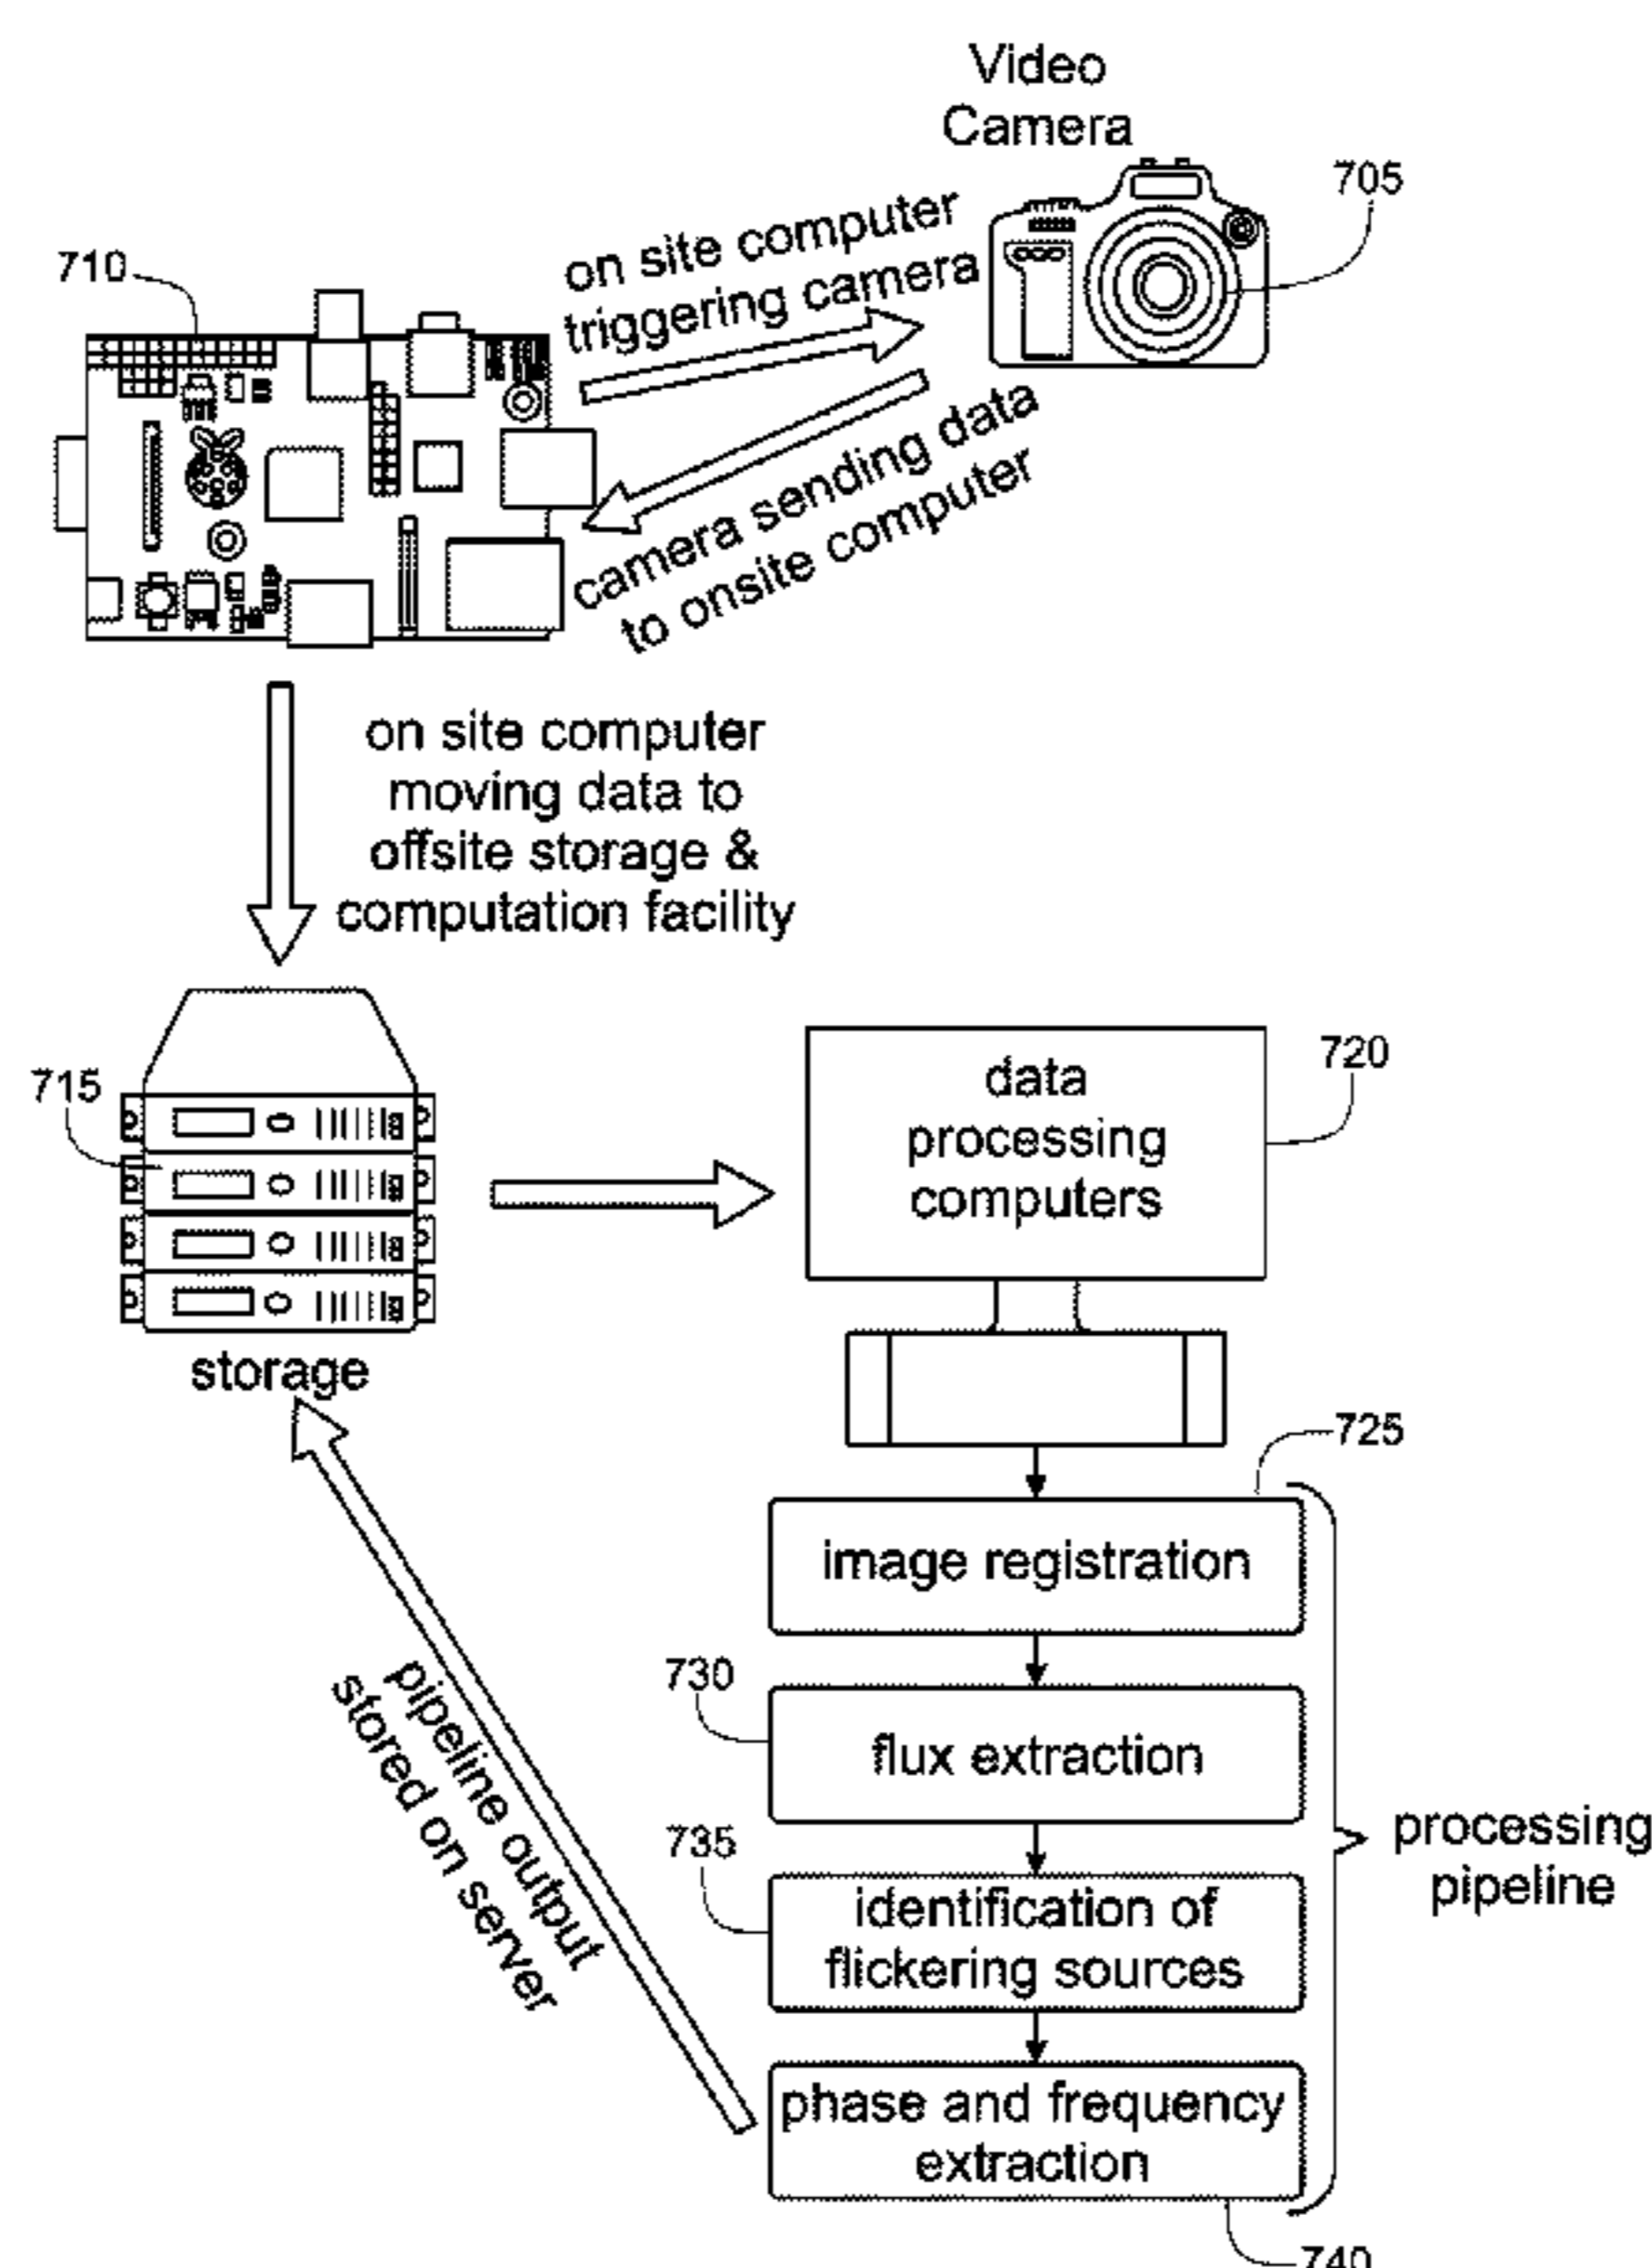 Video
Camera
705
710
on site computer
triggering camera
camera sending data
to onsite computer
on site computer
moving data to
offsite storage &
computation facility
715
storage
data
processing
computers
720
725
image registration
730
flux extraction
735
identification of
flickering sources
phase and frequency
extraction
740
processing
pipeline
pipeline output
stored on server